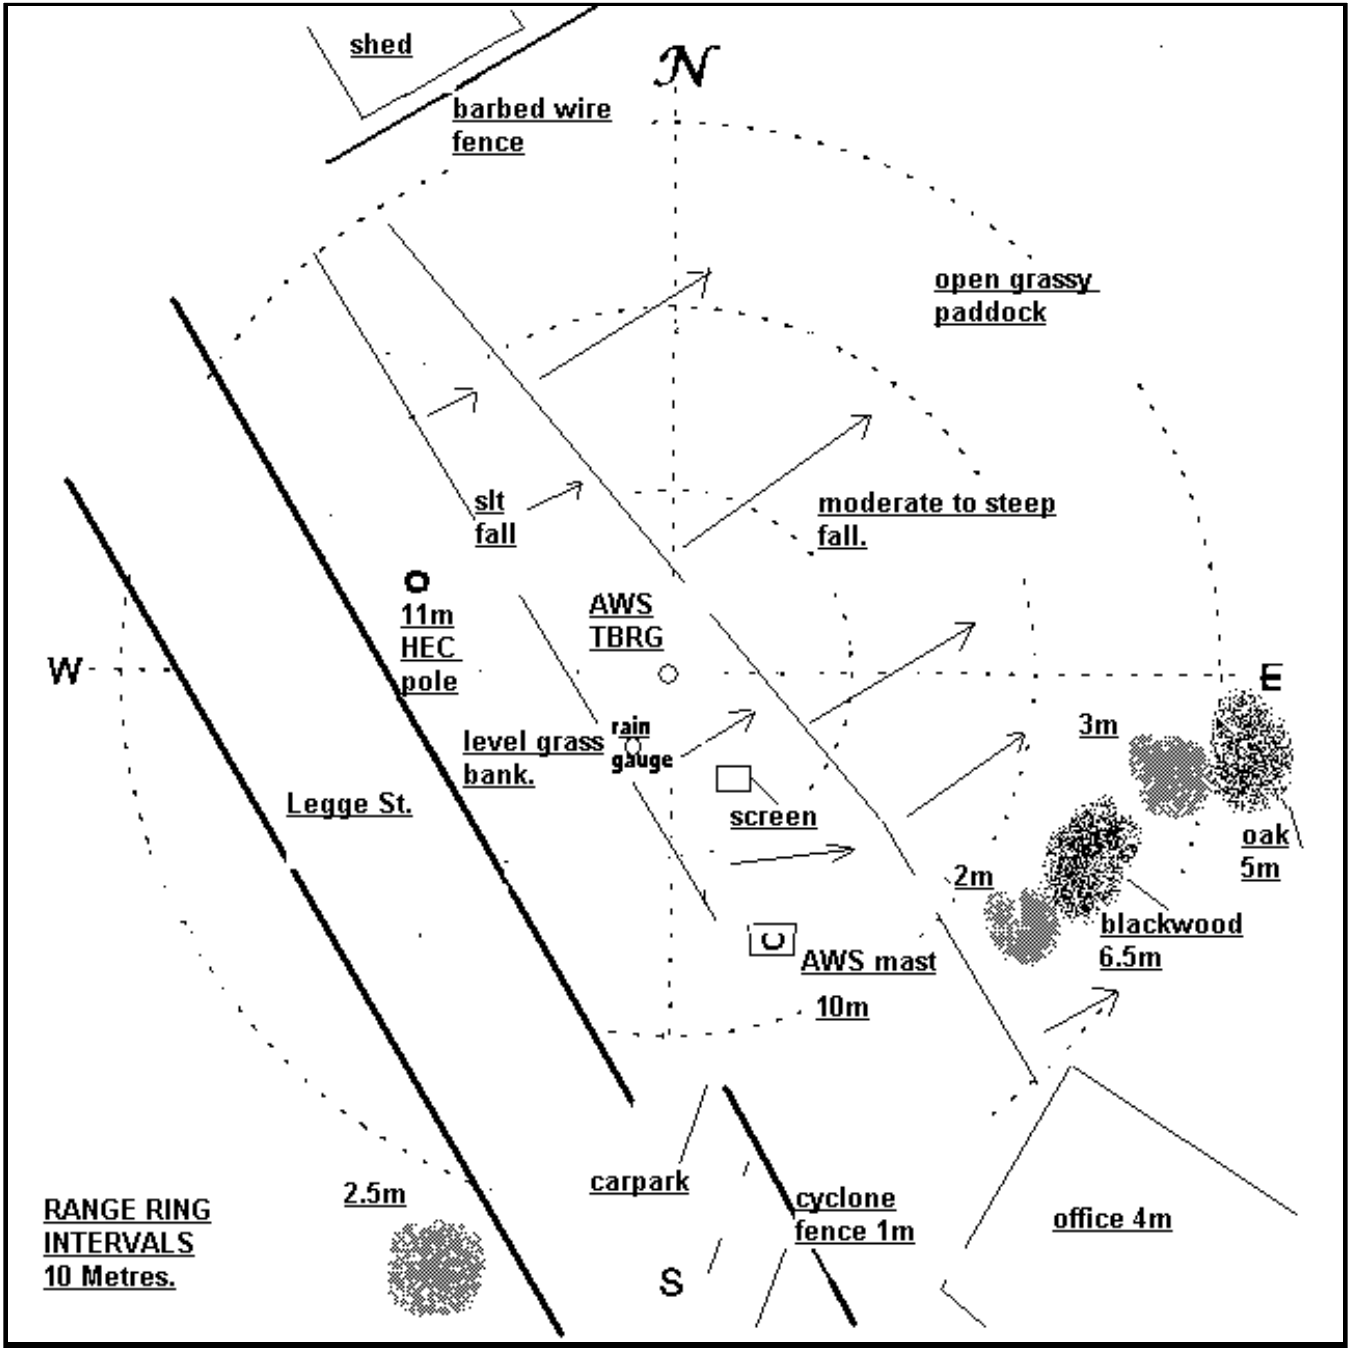 shed
N
barbed wire
fence
open grassy
paddock
slt
fall
moderate to steep
fall.
11m
HEC
pole
AWS
TBRG
W
E
3m
rain
gauge
level grass
bank.
screen
Legge St.
oak
5m
2m
blackwood
6.5m
AWS mast
10m
carpark
2.5m
cyclone
fence 1m
office 4m
RANGE RING
INTERVALS
10 Metres.
S